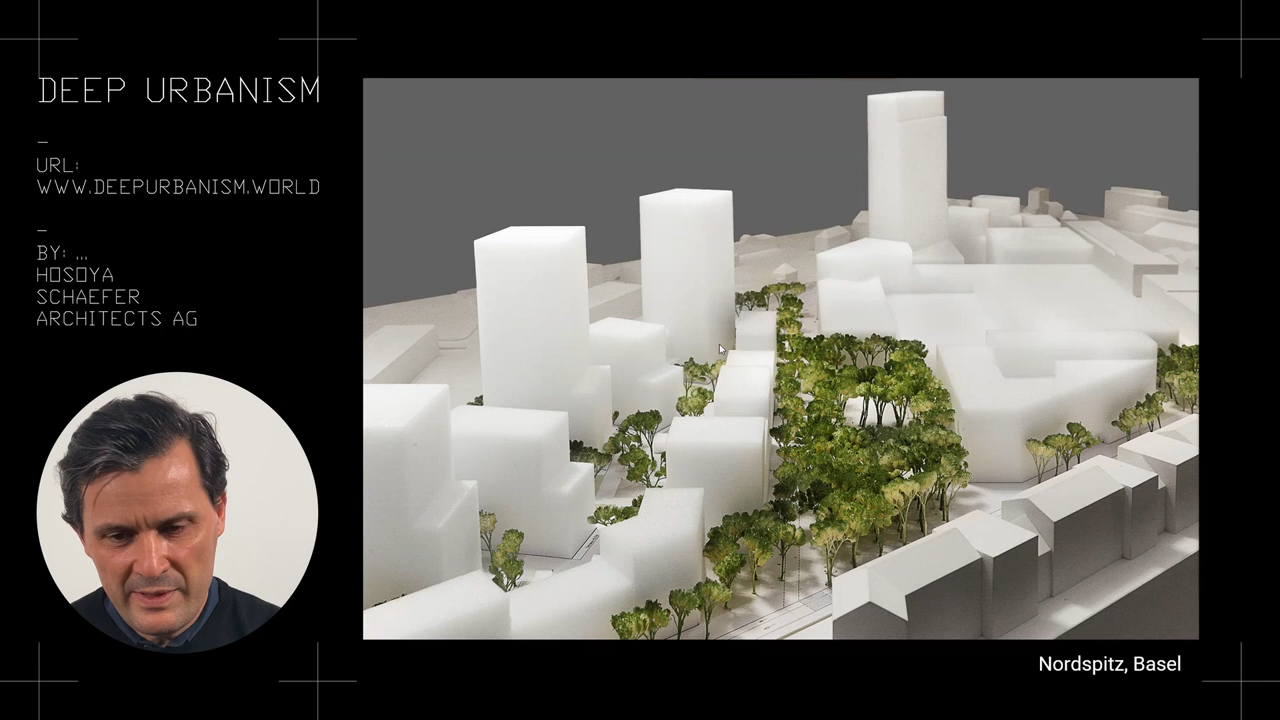 DEEP URBANISM
–
URL:
WWW.DEEPURBANISM.WORLD
–
BY: ...
HOSOYA
SCHAEFER
ARCHITECTS AG
Nordspitz, Basel